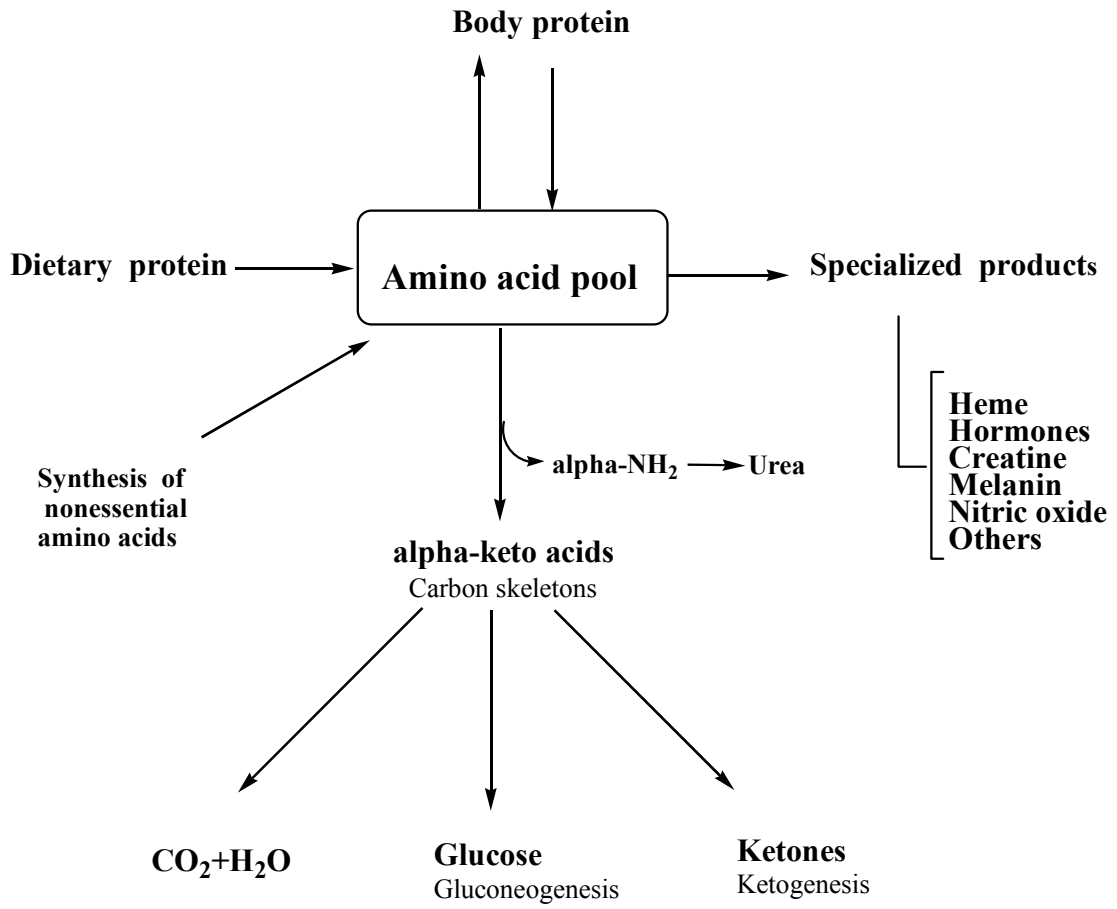 Body protein
Dietary protein
Amino acid pool
Specialized products
Heme
Hormones
Creatine
Melanin
Nitric oxide
Others
Synthesis of
nonessential
amino acids
alpha-NH₂
Urea
alpha-keto acids
Carbon skeletons
CO₂+H₂O
Glucose
Gluconeogenesis
Ketones
Ketogenesis